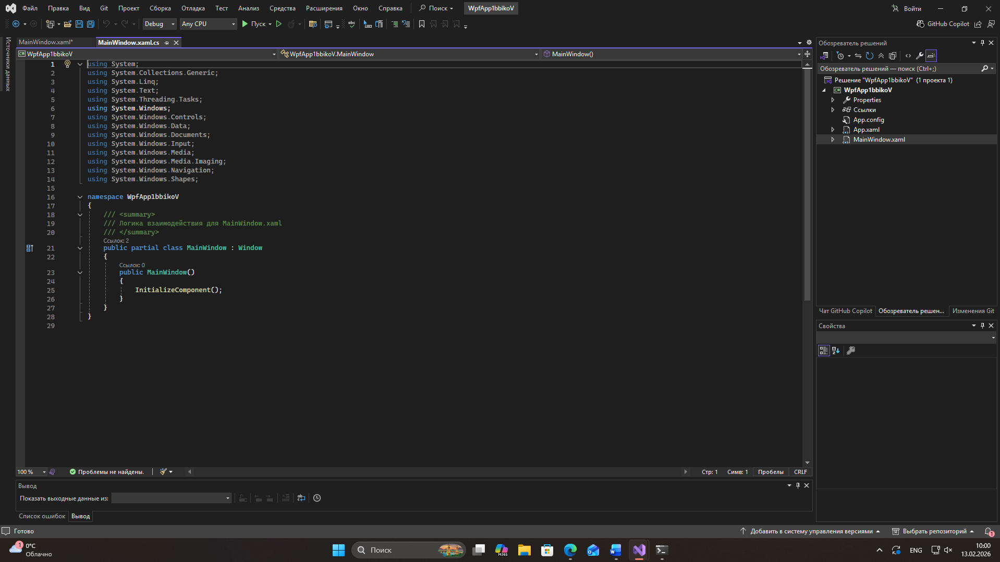 Файл Правка Вид Git Проект Сборка Отладка Тест Анализ Средства Расширения Окно Справка Поиск WpfApp1bbikoV Войти
Debug Any CPU Пуск GitHub Copilot
Источники данных
MainWindow.xaml* MainWindow.xaml.cs
WpfApp1bbikoV WpfApp1bbikoV.MainWindow MainWindow()
1 using System;
2 using System.Collections.Generic;
3 using System.Linq;
4 using System.Text;
5 using System.Threading.Tasks;
6 using System.Windows;
7 using System.Windows.Controls;
8 using System.Windows.Data;
9 using System.Windows.Documents;
10 using System.Windows.Input;
11 using System.Windows.Media;
12 using System.Windows.Media.Imaging;
13 using System.Windows.Navigation;
14 using System.Windows.Shapes;
15
16 namespace WpfApp1bbikoV
17 {
18 /// <summary>
19 /// Логика взаимодействия для MainWindow.xaml
20 /// </summary>
Ссылок: 2
21 public partial class MainWindow : Window
22 {
Ссылок: 0
23 public MainWindow()
24 {
25 InitializeComponent();
26 }
27 }
28 }
29
100 % Проблемы не найдены. Стр: 1 Симв: 1 Пробелы CRLF
Вывод
Показать выходные данные из:
Список ошибок Вывод
Обозреватель решений
Обозреватель решений — поиск (Ctrl+;)
Решение "WpfApp1bbikoV" (1 проекта 1)
WpfApp1bbikoV
Properties
Ссылки
App.config
App.xaml
MainWindow.xaml
Чат GitHub Copilot Обозреватель решен... Изменения Git
Свойства
Готово Добавить в систему управления версиями Выбрать репозиторий 1
1 0°C
Облачно
Поиск
M365
ENG
10:00
13.02.2026